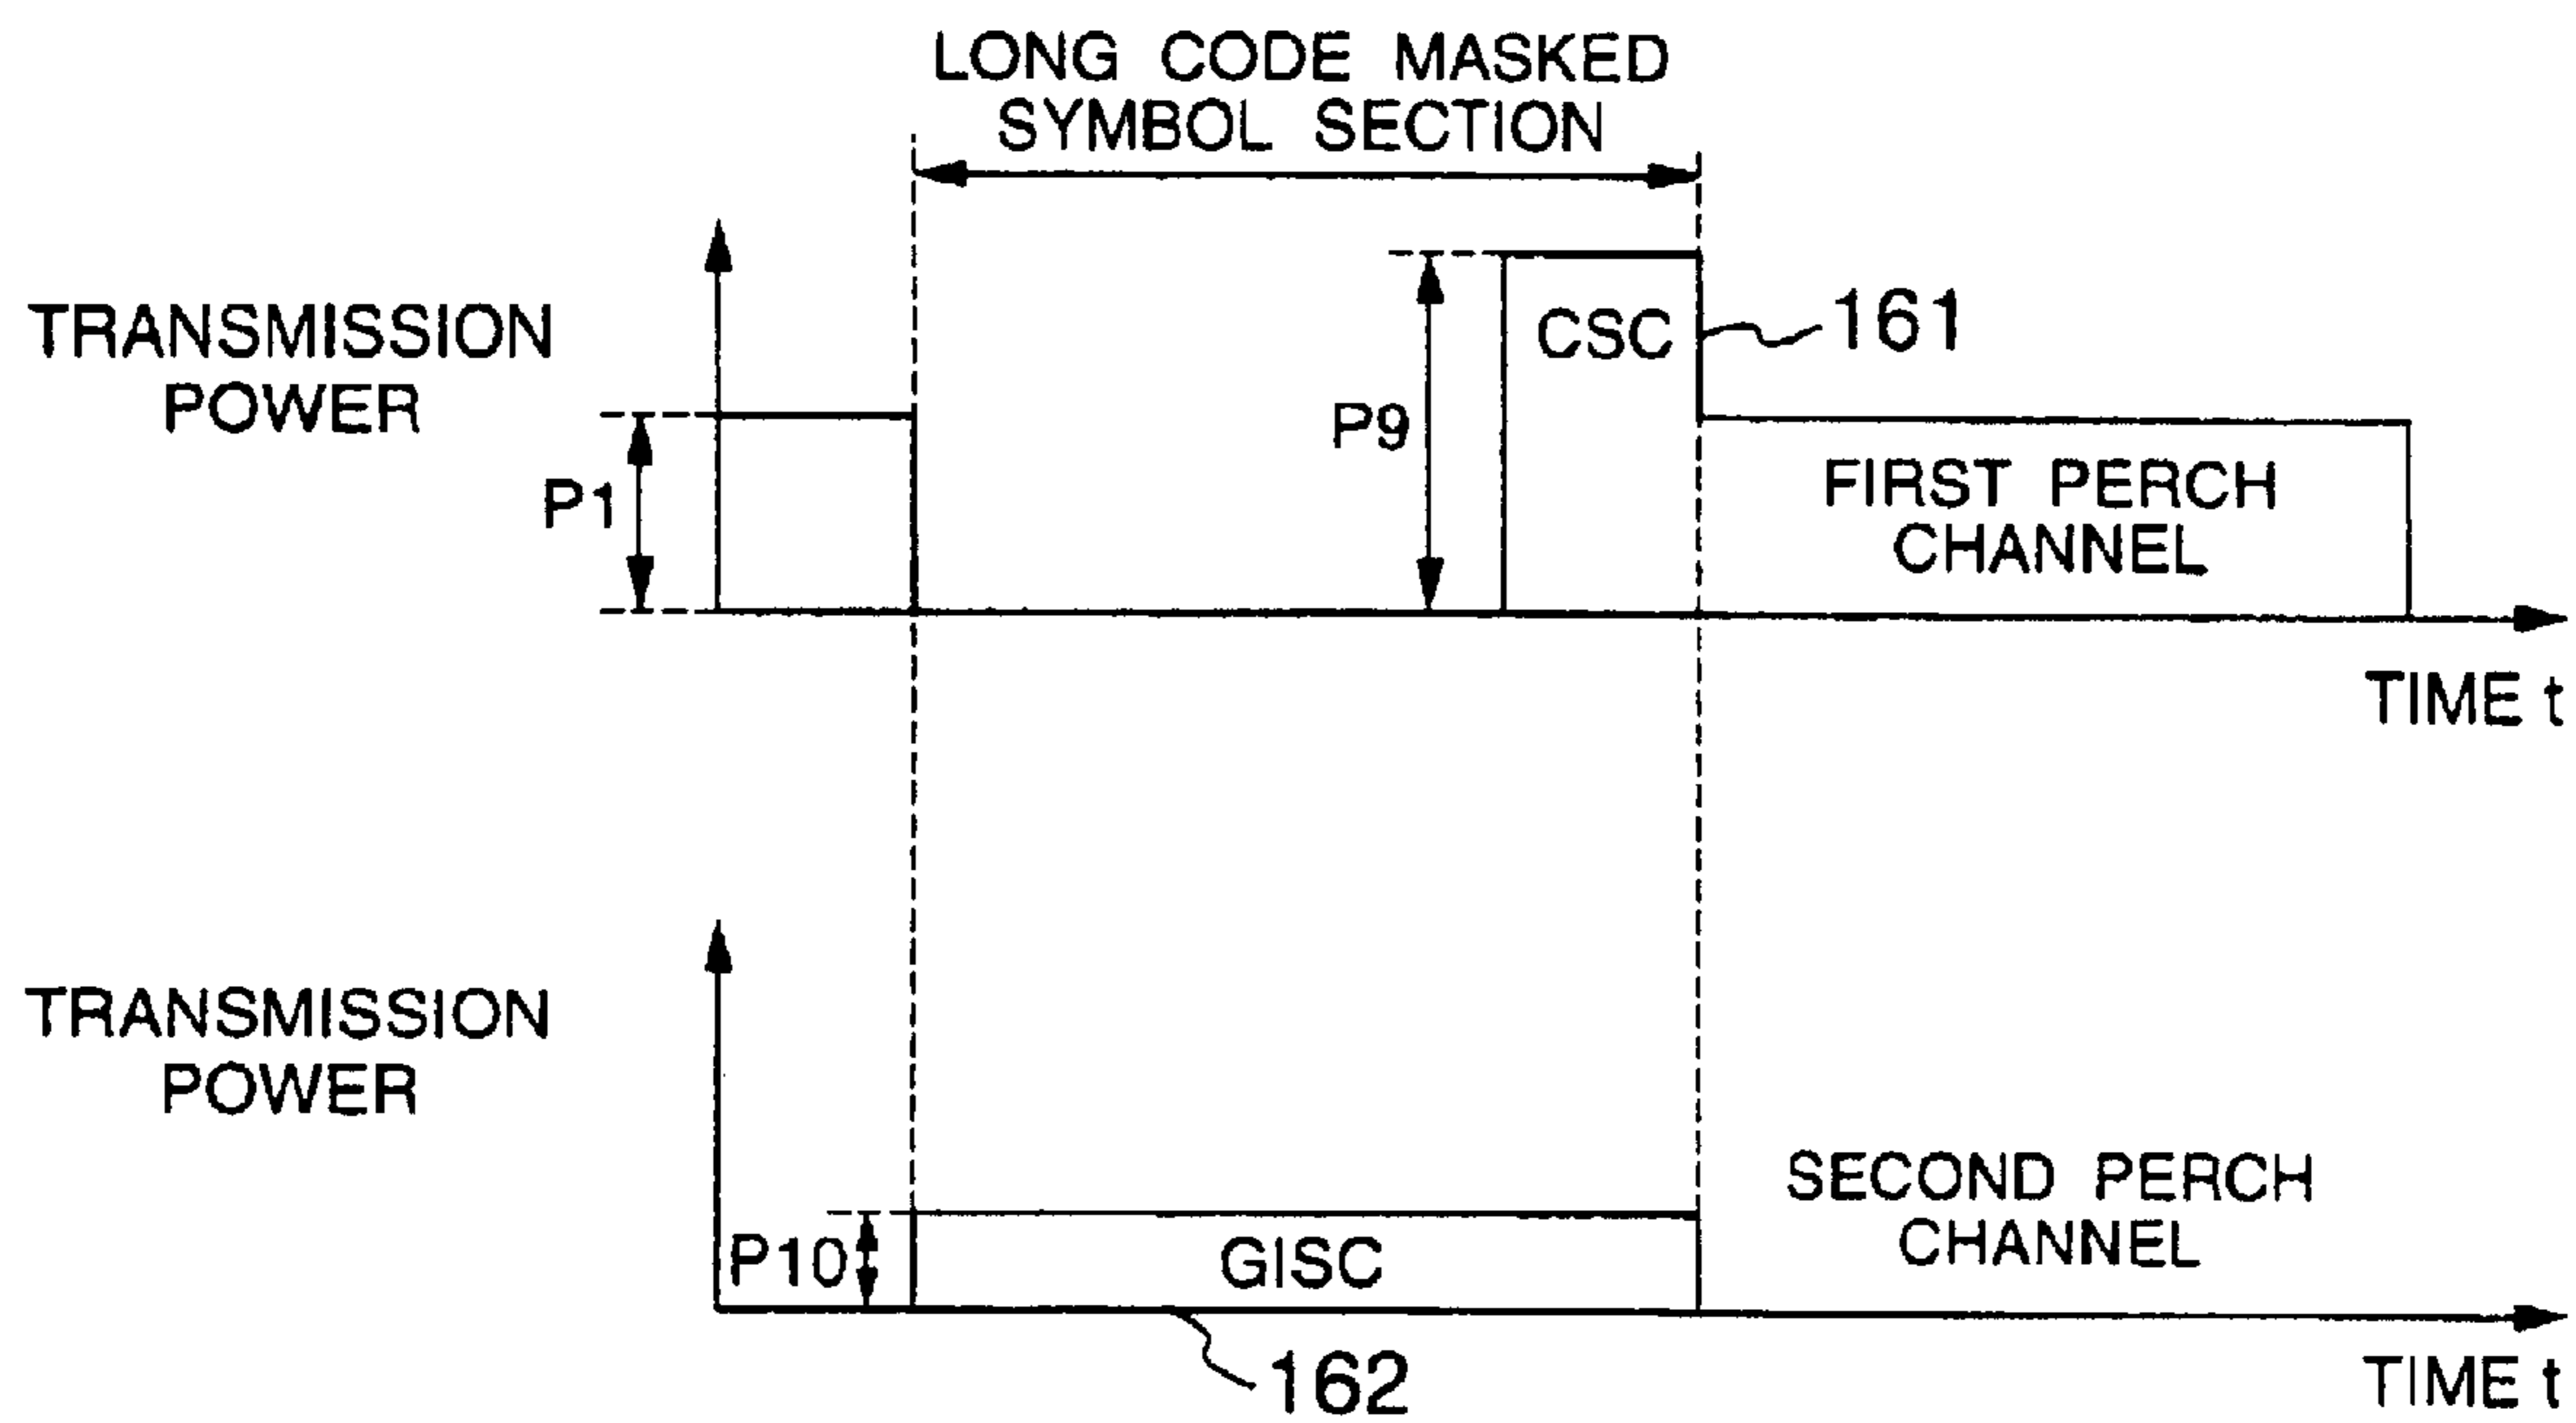 LONG CODE MASKED
SYMBOL SECTION
TRANSMISSION
POWER
P1
P9
CSC
161
FIRST PERCH
CHANNEL
TIME t
TRANSMISSION
POWER
P10
GISC
SECOND PERCH
CHANNEL
162
TIME t